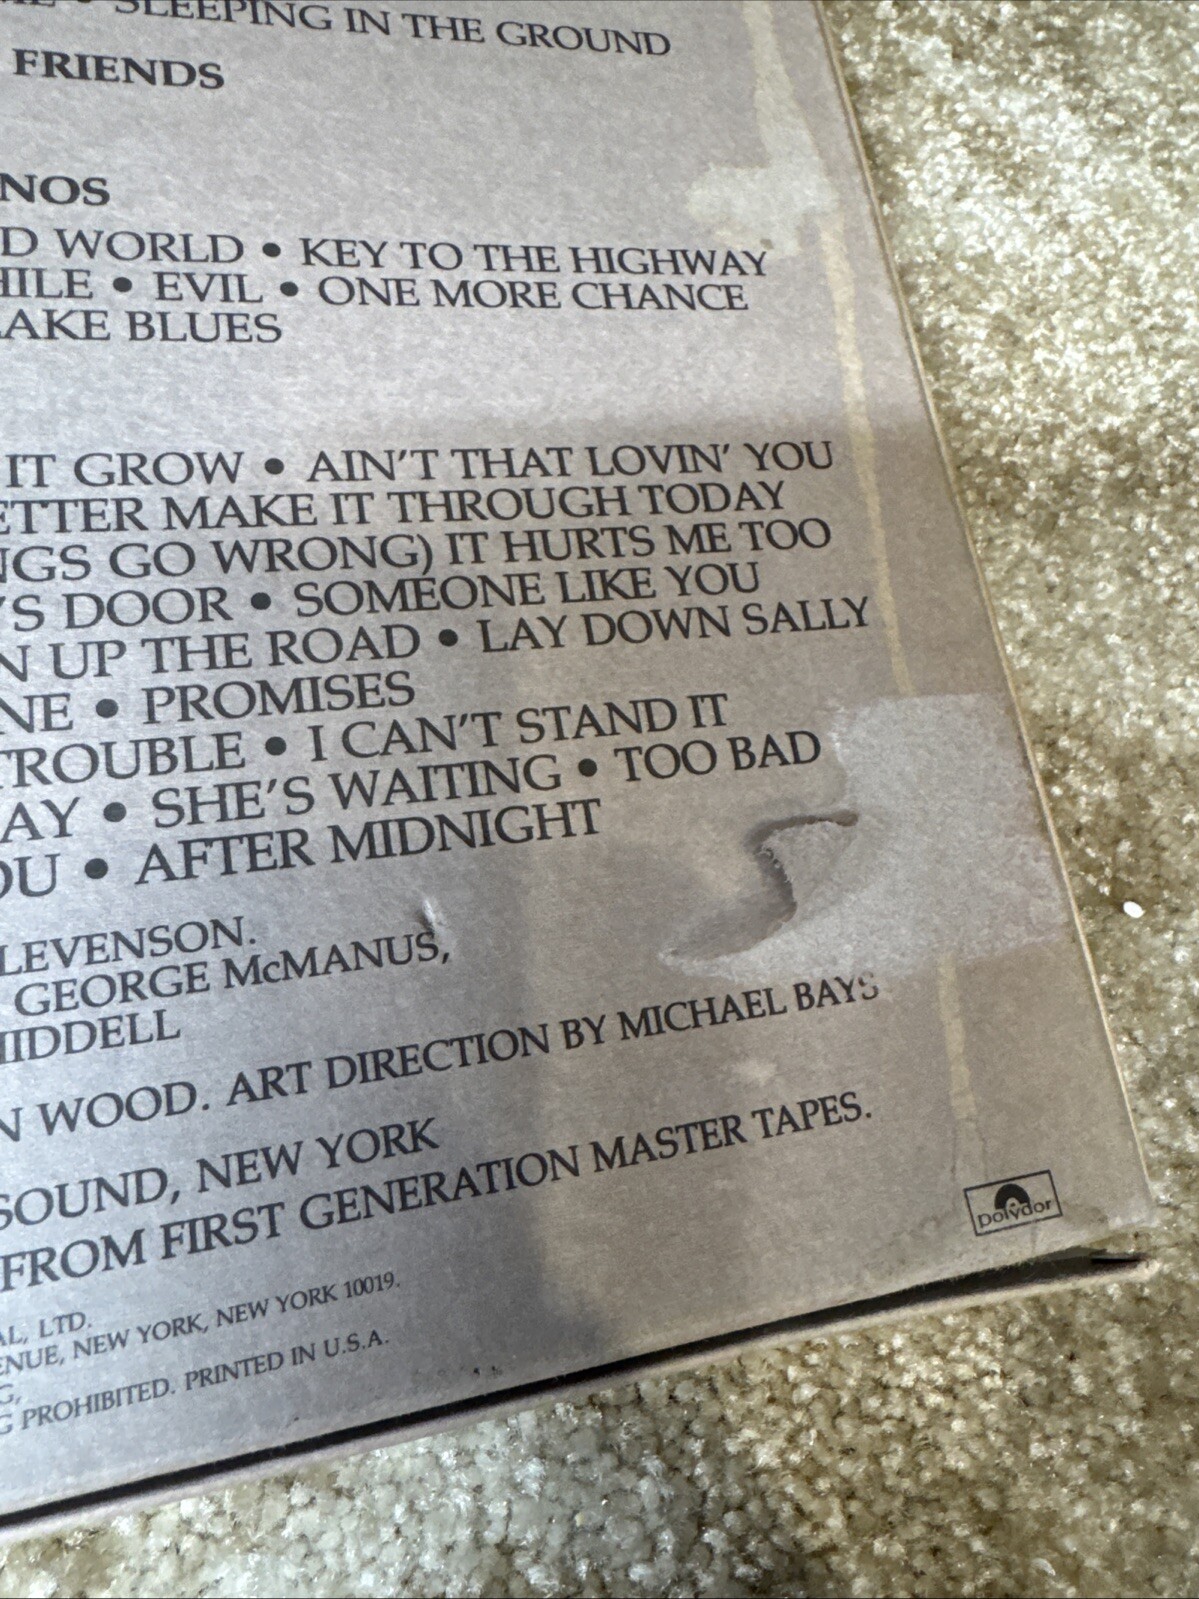 • SLEEPING IN THE GROUND
FRIENDS
NOS
D WORLD • KEY TO THE HIGHWAY
HILE • EVIL • ONE MORE CHANCE
LAKE BLUES
IT GROW • AIN'T THAT LOVIN' YOU
ETTER MAKE IT THROUGH TODAY
NGS GO WRONG) IT HURTS ME TOO
'S DOOR • SOMEONE LIKE YOU
N UP THE ROAD • LAY DOWN SALLY
NE • PROMISES
TROUBLE • I CAN'T STAND IT
AY • SHE'S WAITING • TOO BAD
OU • AFTER MIDNIGHT
LEVENSON.
GEORGE McMANUS,
IDDELL
N WOOD. ART DIRECTION BY MICHAEL BAYS
SOUND, NEW YORK
FROM FIRST GENERATION MASTER TAPES.
polydor
AL, LTD.
ENUE, NEW YORK, NEW YORK 10019.
G,
G PROHIBITED. PRINTED IN U.S.A.